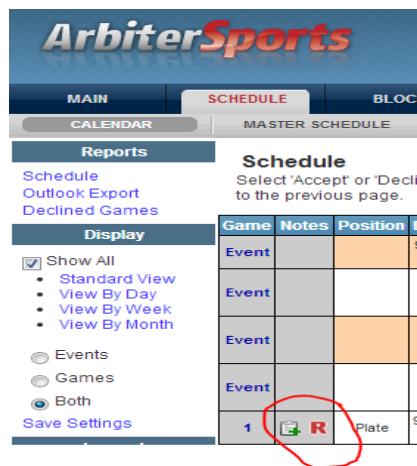 ArbiterSports
MAIN SCHEDULE BLOC
CALENDAR MASTER SCHEDULE
Reports
Schedule
Outlook Export
Declined Games
Display
Show All
Standard View
View By Day
View By Week
View By Month
Events
Games
Both
Save Settings
Schedule
Select 'Accept' or 'Decli
to the previous page.
Game Notes Position
Event
Event
Event
Event
1 R Plate